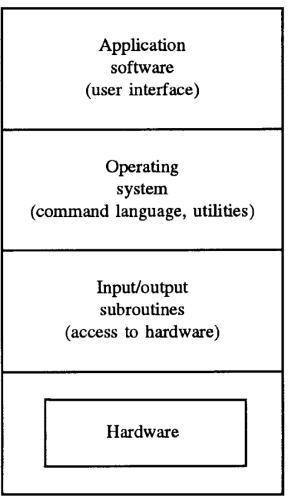 Application
software
(user interface)
Operating
system
(command language, utilities)
Input/output
subroutines
(access to hardware)
Hardware